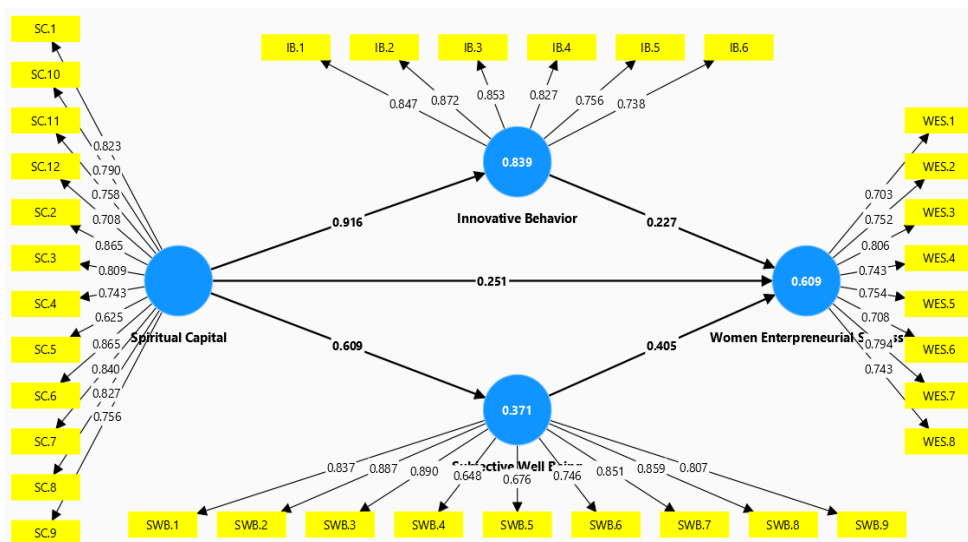 SC.1
SC.10
SC.11
SC.12
SC.2
SC.3
SC.4
SC.5
SC.6
SC.7
SC.8
SC.9
0.823
0.790
0.758
0.708
0.865
0.809
0.743
0.625
0.865
0.840
0.827
0.756
Spiritual Capital
IB.1 IB.2 IB.3 IB.4 IB.5 IB.6
0.847 0.872 0.853 0.827 0.756 0.738
0.839
Innovative Behavior
0.916
0.227
0.251
0.609
0.405
0.371
Subjective Well Being
0.837 0.887 0.890 0.648 0.676 0.746 0.851 0.859 0.807
SWB.1 SWB.2 SWB.3 SWB.4 SWB.5 SWB.6 SWB.7 SWB.8 SWB.9
0.609
Women Enterpreneurial
0.703
0.752
0.806
0.743
0.754
0.708
0.794
0.743
WES.1
WES.2
WES.3
WES.4
WES.5
WES.6
WES.7
WES.8